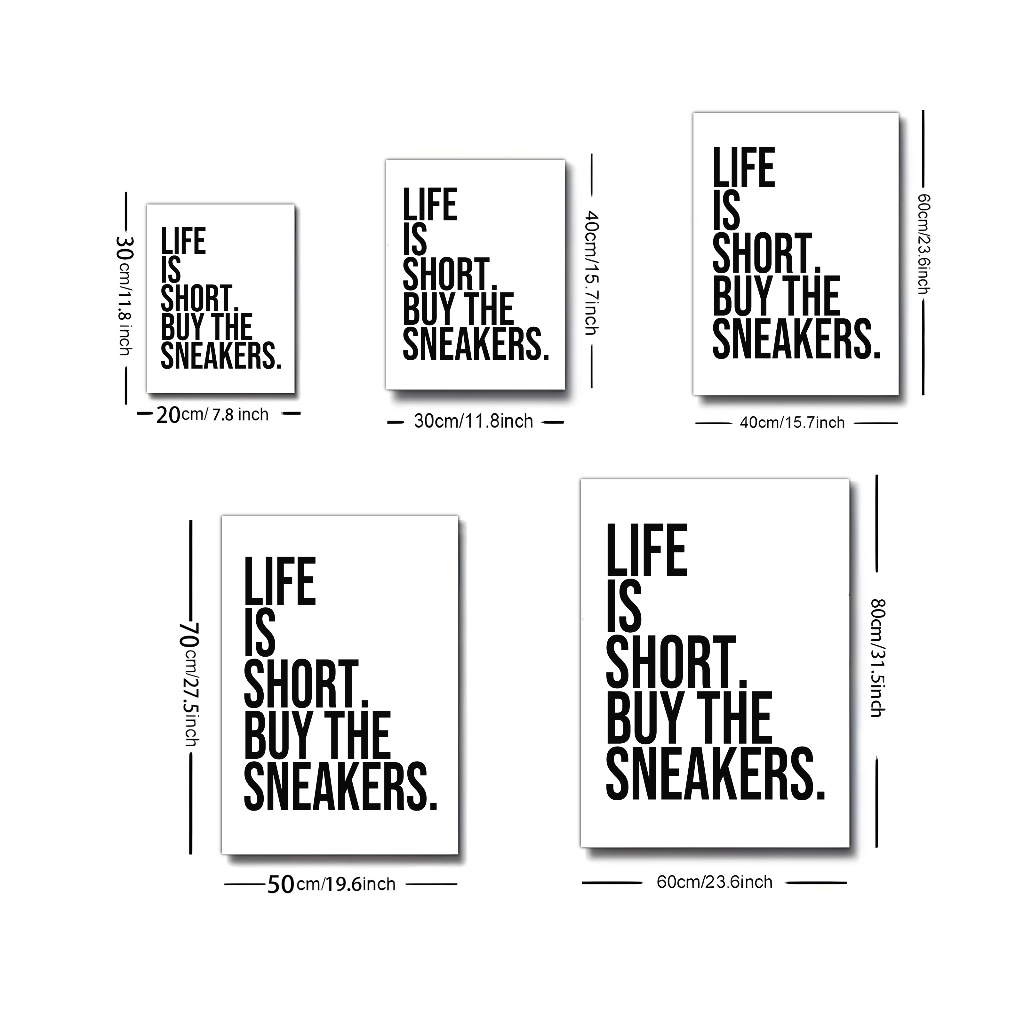 LIFE
IS
SHORT.
BUY THE
SNEAKERS.
30cm/11.8 inch
20cm/ 7.8 inch
LIFE
IS
SHORT.
BUY THE
SNEAKERS.
40cm/15.7inch
30cm/11.8inch
LIFE
IS
SHORT.
BUY THE
SNEAKERS.
60cm/23.6inch
40cm/15.7inch
LIFE
IS
SHORT.
BUY THE
SNEAKERS.
70cm/27.5inch
50cm/19.6inch
LIFE
IS
SHORT.
BUY THE
SNEAKERS.
80cm/31.5inch
60cm/23.6inch